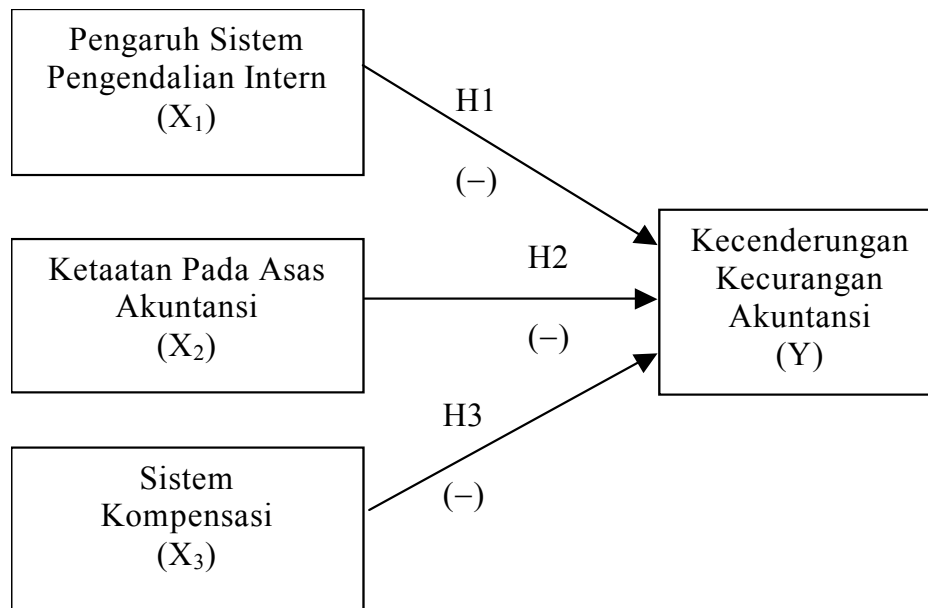 Pengaruh Sistem
Pengendalian Intern
(X₁)
H1
(−)
Ketaatan Pada Asas
Akuntansi
(X₂)
H2
(−)
Kecenderungan
Kecurangan
Akuntansi
(Y)
Sistem
Kompensasi
(X₃)
H3
(−)